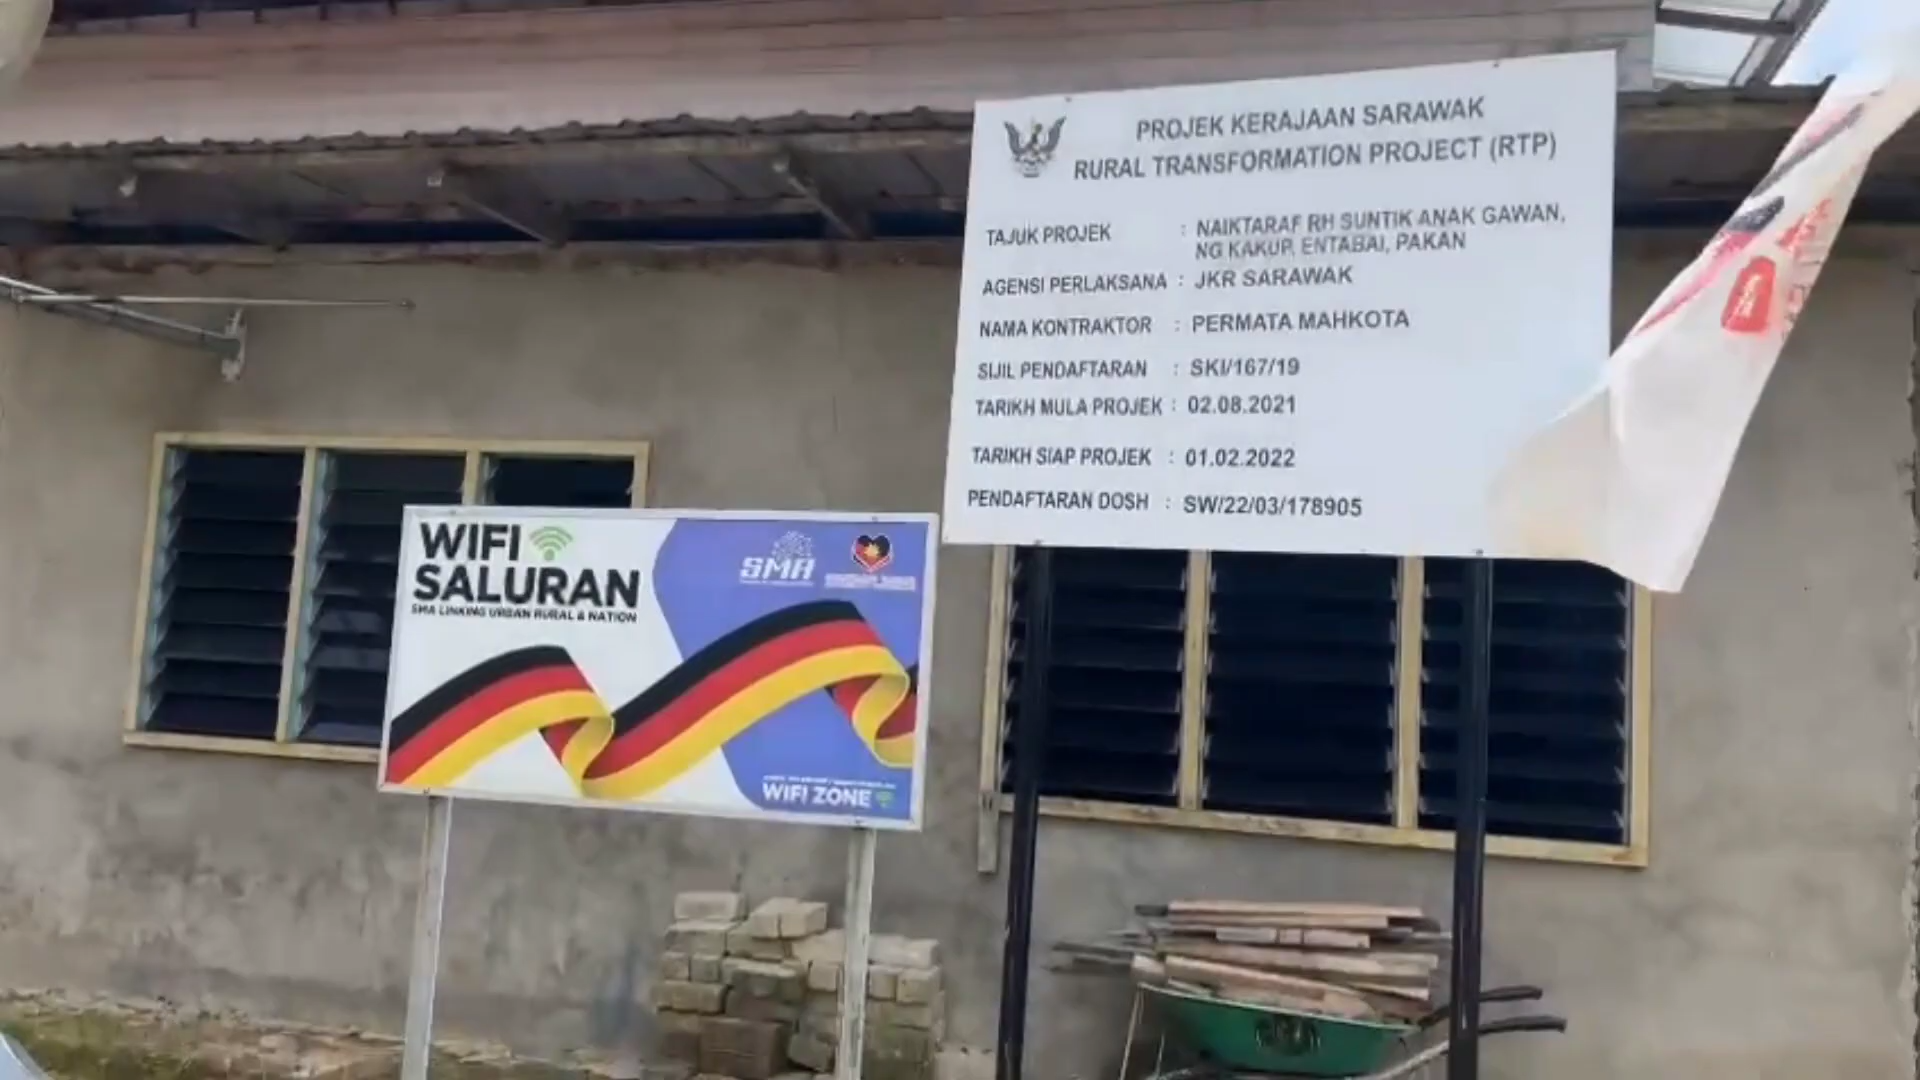 PROJEK KERAJAAN SARAWAK
RURAL TRANSFORMATION PROJECT (RTP)
TAJUK PROJEK : NAIKTARAF RH SUNTIK ANAK GAWAN,
NG KAKUP, ENTABAI, PAKAN
AGENSI PERLAKSANA : JKR SARAWAK
NAMA KONTRAKTOR : PERMATA MAHKOTA
SIJIL PENDAFTARAN : SKI/167/19
TARIKH MULA PROJEK : 02.08.2021
TARIKH SIAP PROJEK : 01.02.2022
PENDAFTARAN DOSH : SW/22/03/178905
WIFI
SALURAN
SMA LINKING URBAN RURAL & NATION
SMA
WIFI ZONE